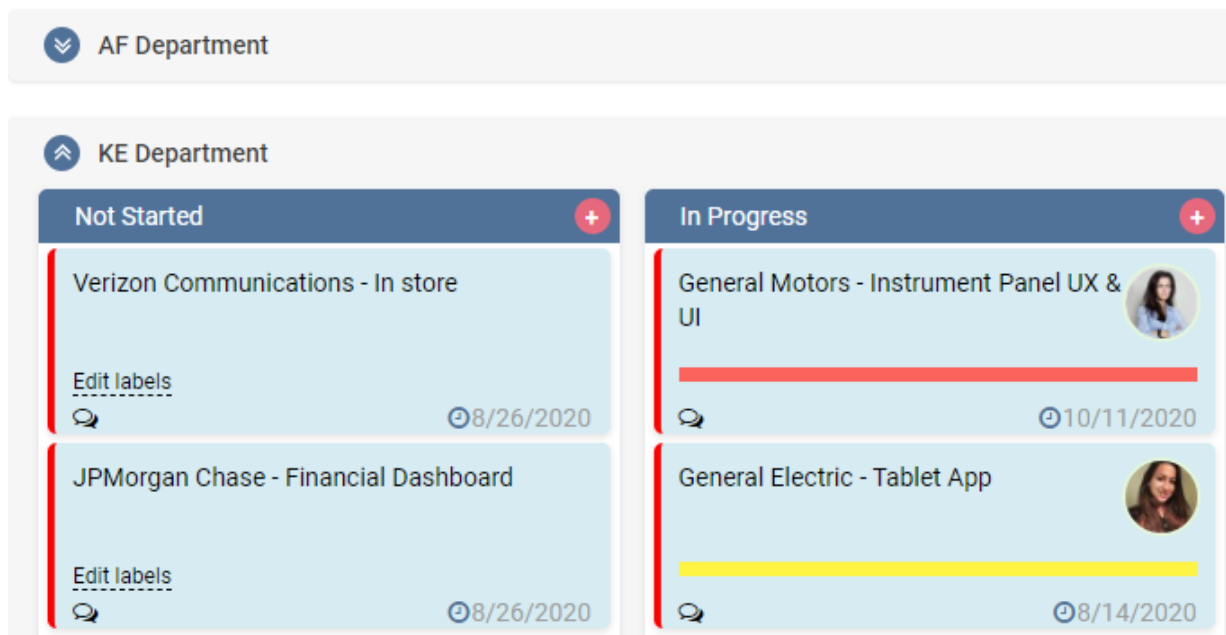 AF Department
KE Department
Not Started
In Progress
Verizon Communications - In store
Edit labels
8/26/2020
JPMorgan Chase - Financial Dashboard
Edit labels
8/26/2020
General Motors - Instrument Panel UX &
UI
10/11/2020
General Electric - Tablet App
8/14/2020